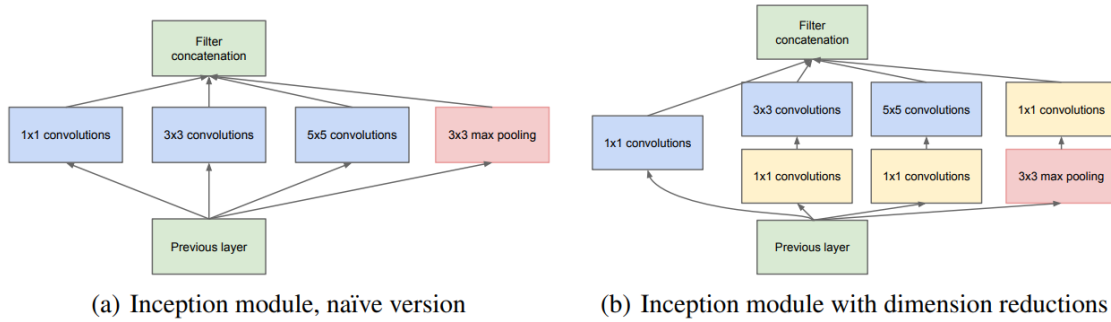 Filter
concatenation
1x1 convolutions
3x3 convolutions
5x5 convolutions
3x3 max pooling
Previous layer
(a) Inception module, naïve version
Filter
concatenation
3x3 convolutions
5x5 convolutions
1x1 convolutions
1x1 convolutions
1x1 convolutions
1x1 convolutions
3x3 max pooling
Previous layer
(b) Inception module with dimension reductions